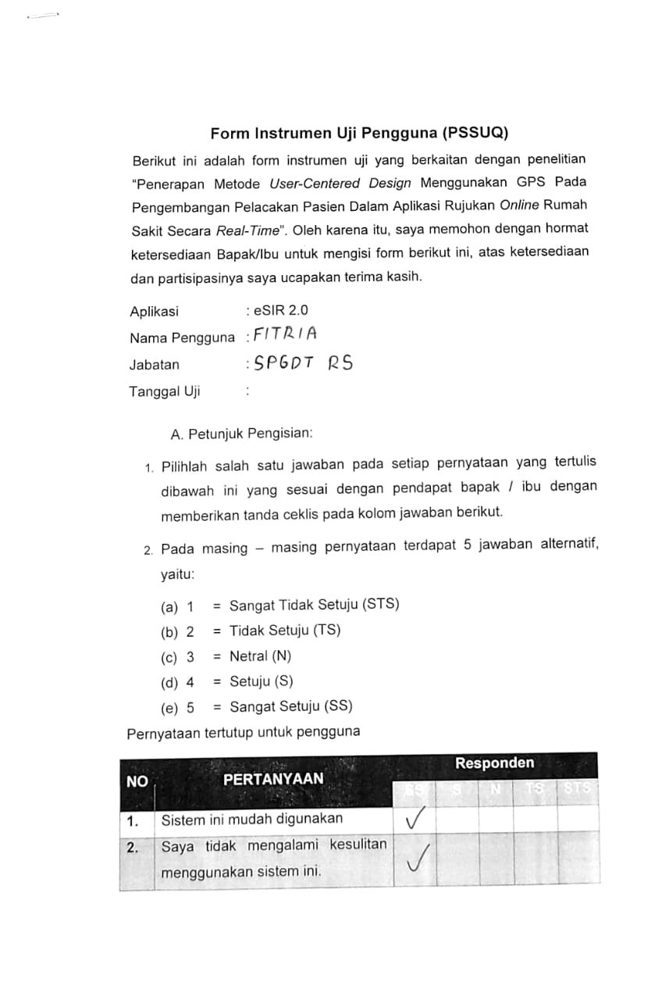 Form Instrumen Uji Pengguna (PSSUQ)
Berikut ini adalah form instrumen uji yang berkaitan dengan penelitian
"Penerapan Metode User-Centered Design Menggunakan GPS Pada
Pengembangan Pelacakan Pasien Dalam Aplikasi Rujukan Online Rumah
Sakit Secara Real-Time". Oleh karena itu, saya memohon dengan hormat
ketersediaan Bapak/Ibu untuk mengisi form berikut ini, atas ketersediaan
dan partisipasinya saya ucapakan terima kasih.
Aplikasi : eSIR 2.0
Nama Pengguna : FITRIA
Jabatan : SPGDT RS
Tanggal Uji :
A. Petunjuk Pengisian:
1. Pilihlah salah satu jawaban pada setiap pernyataan yang tertulis
dibawah ini yang sesuai dengan pendapat bapak / ibu dengan
memberikan tanda ceklis pada kolom jawaban berikut.
2. Pada masing – masing pernyataan terdapat 5 jawaban alternatif,
yaitu:
(a) 1 = Sangat Tidak Setuju (STS)
(b) 2 = Tidak Setuju (TS)
(c) 3 = Netral (N)
(d) 4 = Setuju (S)
(e) 5 = Sangat Setuju (SS)
Pernyataan tertutup untuk pengguna
NO PERTANYAAN Responden
SS S N TS STS
1. Sistem ini mudah digunakan ✓
2. Saya tidak mengalami kesulitan ✓
menggunakan sistem ini.